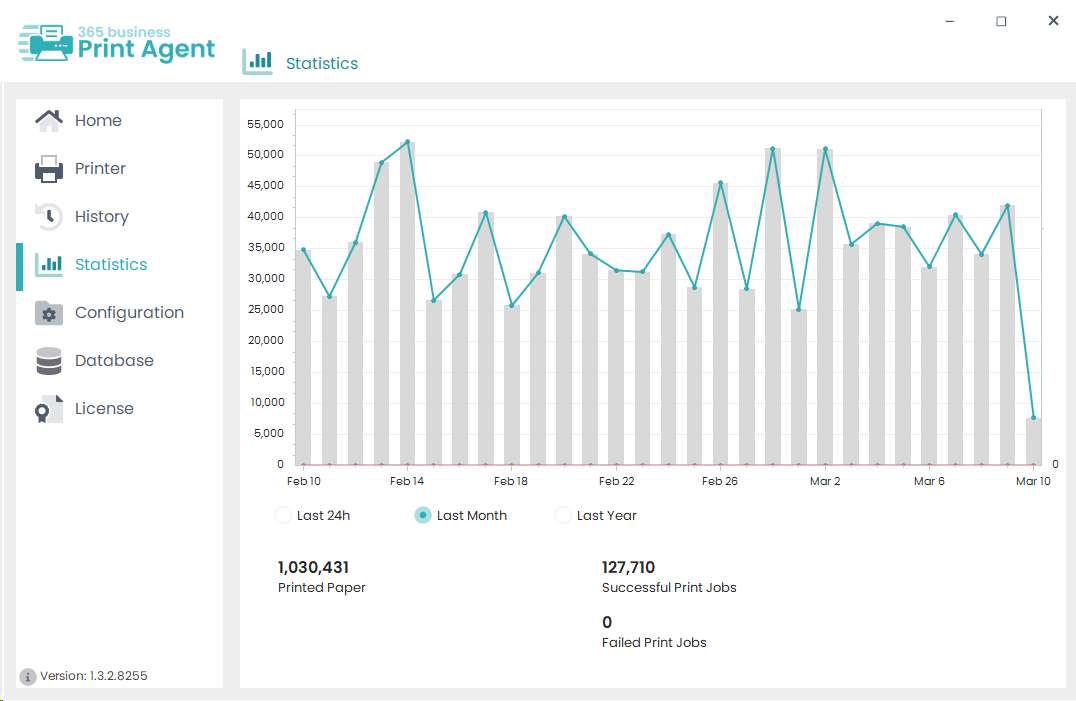 365 business
Print Agent
Statistics
Home
Printer
History
Statistics
Configuration
Database
License
Version: 1.3.2.8255
55,000
50,000
45,000
40,000
35,000
30,000
25,000
20,000
15,000
10,000
5,000
0
0
Feb 10 Feb 14 Feb 18 Feb 22 Feb 26 Mar 2 Mar 6 Mar 10
Last 24h Last Month Last Year
1,030,431
Printed Paper
127,710
Successful Print Jobs
0
Failed Print Jobs